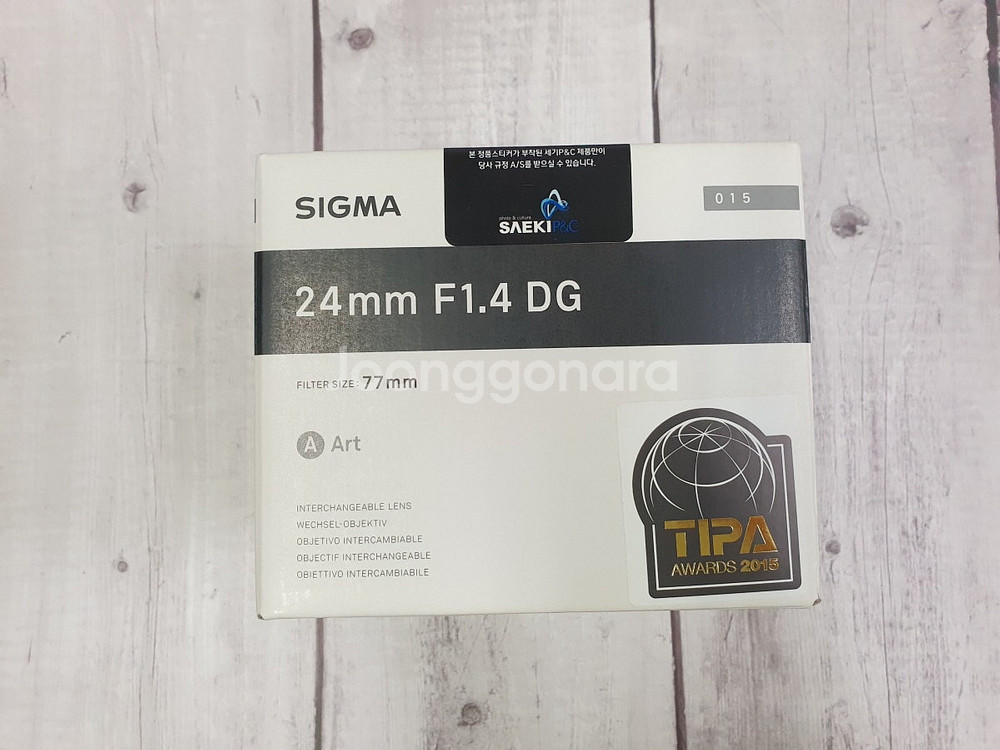 본 정품스티커가 부착된 세기P&C 제품만이
당사 규정 A/S를 받으실 수 있습니다.
photo & culture
SAEKI P&C
SIGMA
015
24mm F1.4 DG
joonggonara
FILTER SIZE : 77mm
A Art
INTERCHANGEABLE LENS
WECHSEL-OBJEKTIV
OBJETIVO INTERCAMBIABLE
OBJECTIF INTERCHANGEABLE
OBIETTIVO INTERCAMBIABILE
TIPA
AWARDS 2015